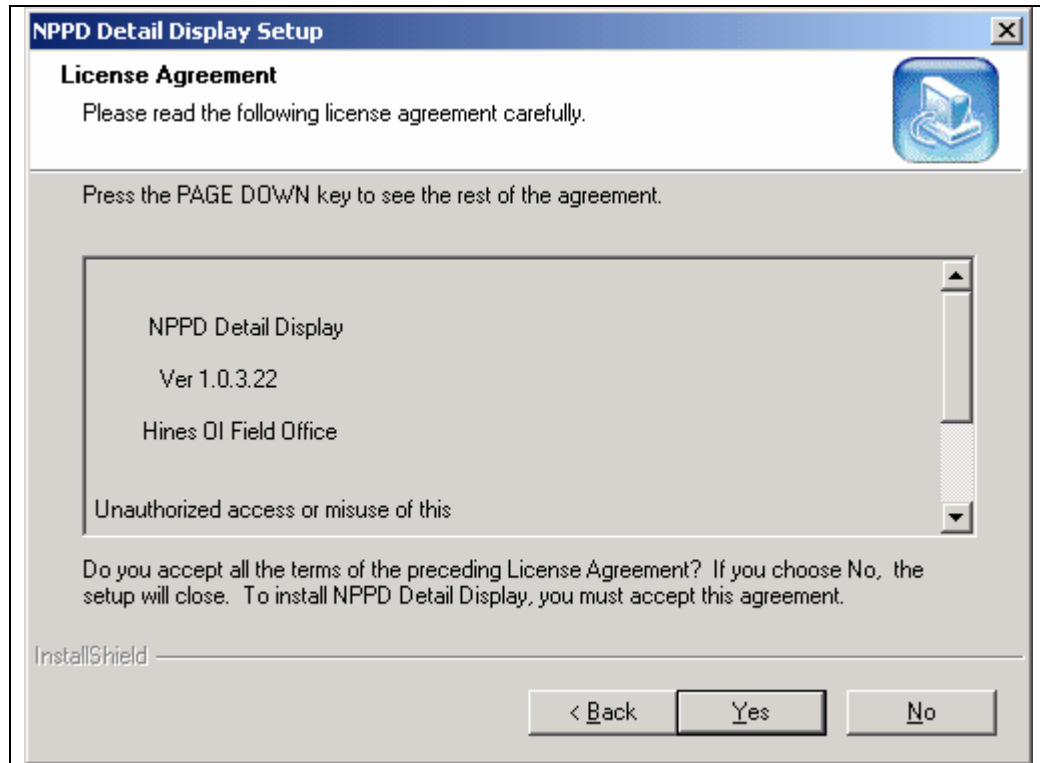 NPPD Detail Display Setup
License Agreement
Please read the following license agreement carefully.
Press the PAGE DOWN key to see the rest of the agreement.
NPPD Detail Display
Ver 1.0.3.22
Hines OI Field Office
Unauthorized access or misuse of this
Do you accept all the terms of the preceding License Agreement?  If you choose No,  the
setup will close.  To install NPPD Detail Display, you must accept this agreement.
InstallShield
< Back
Yes
No